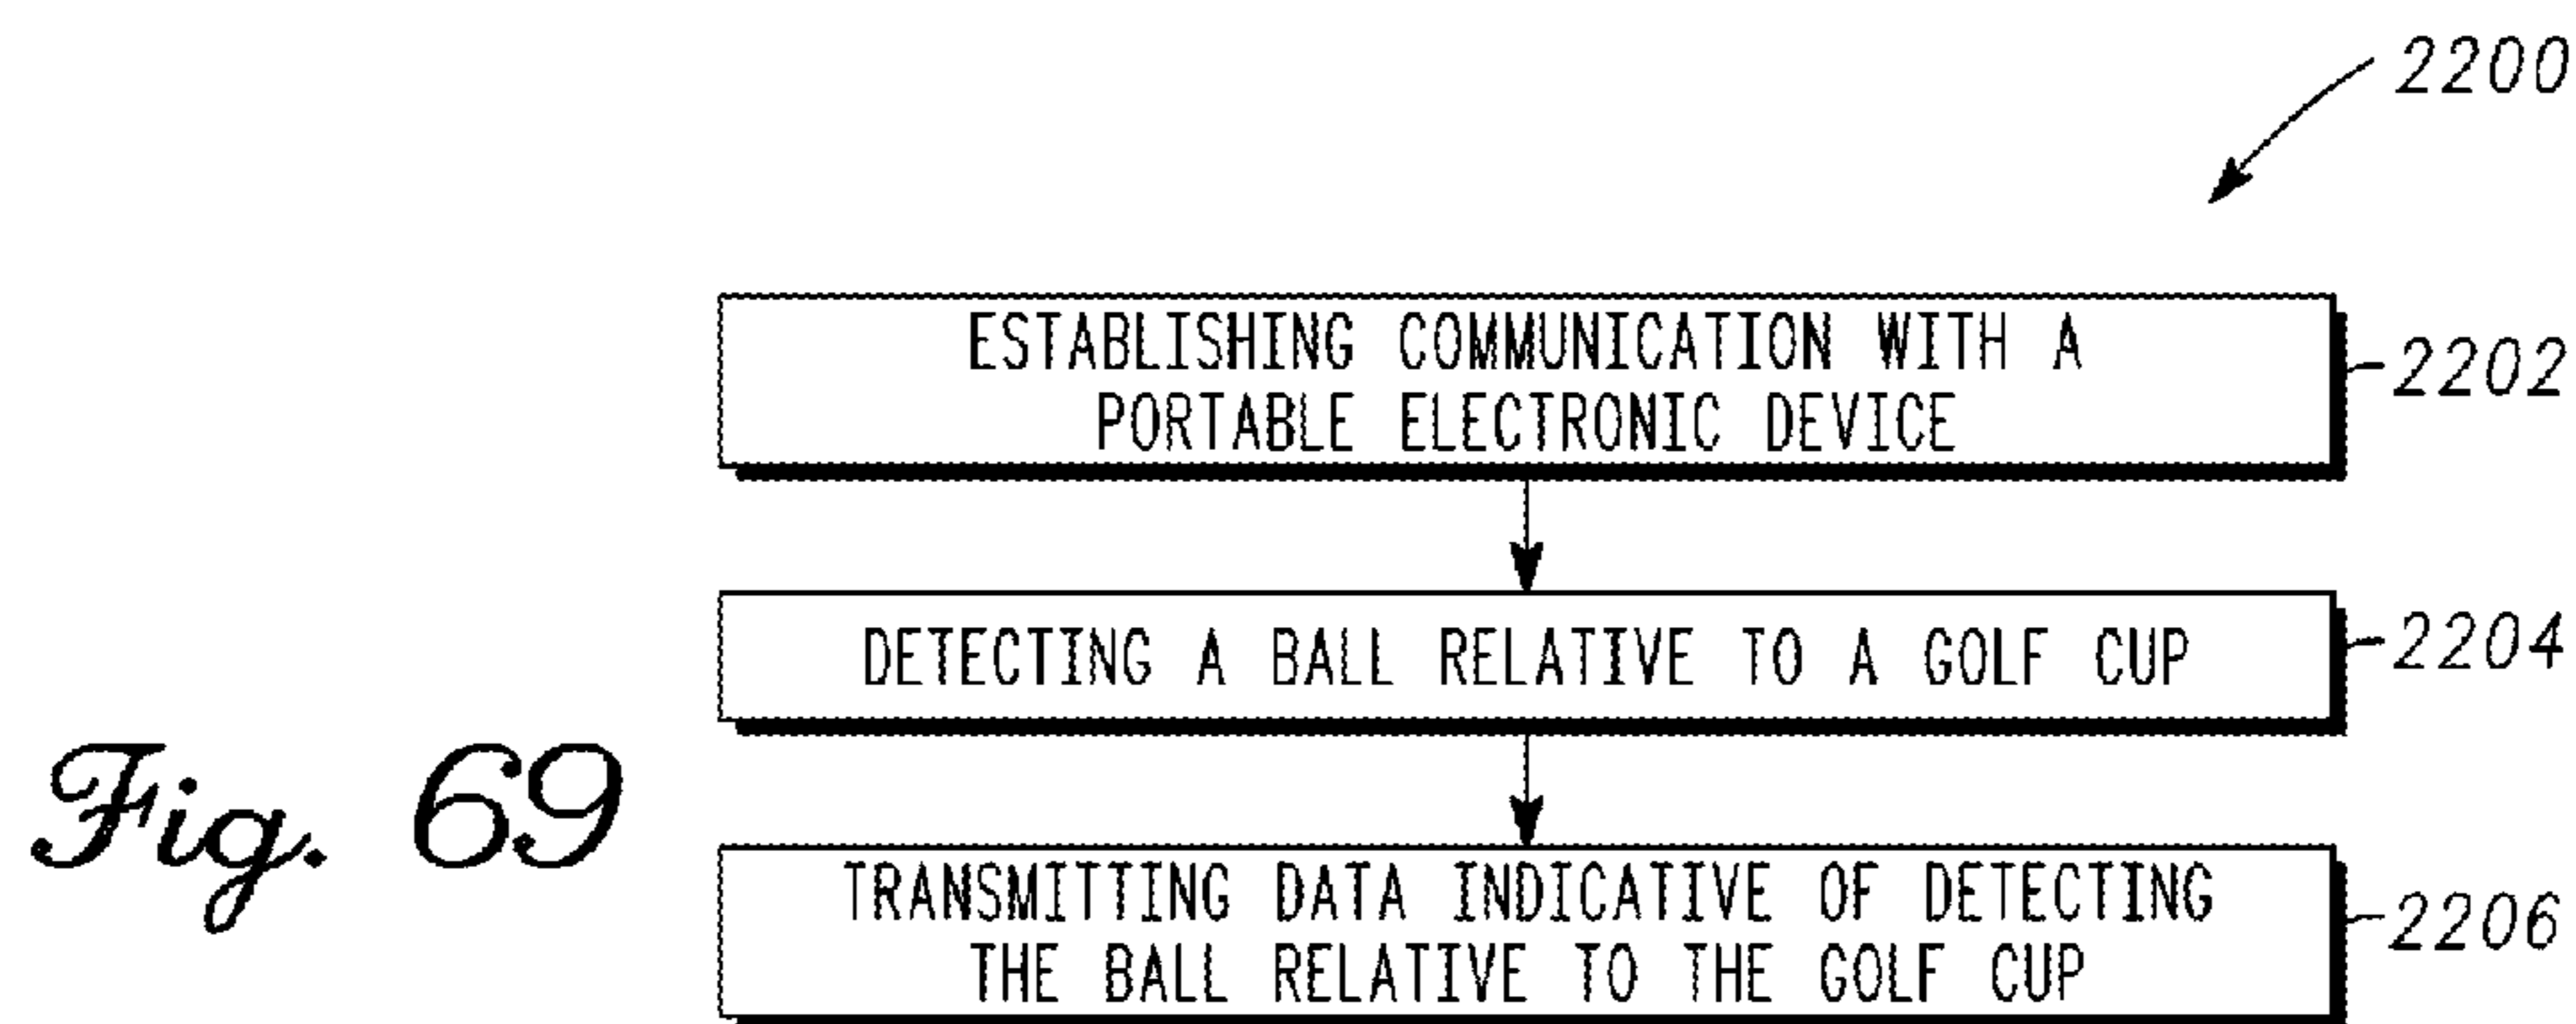 2200
ESTABLISHING COMMUNICATION WITH A
PORTABLE ELECTRONIC DEVICE
2202
DETECTING A BALL RELATIVE TO A GOLF CUP
2204
Fig. 69
TRANSMITTING DATA INDICATIVE OF DETECTING
THE BALL RELATIVE TO THE GOLF CUP
2206